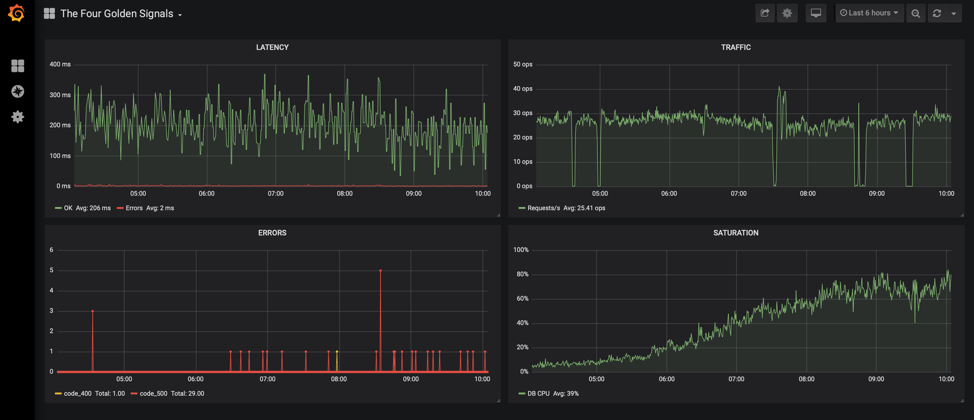 The Four Golden Signals
Last 6 hours
LATENCY
400 ms
300 ms
200 ms
100 ms
0 ms
05:00 06:00 07:00 08:00 09:00 10:00
OK Avg: 206 ms Errors Avg: 2 ms
TRAFFIC
50 ops
40 ops
30 ops
20 ops
10 ops
0 ops
05:00 06:00 07:00 08:00 09:00 10:00
Requests/s Avg: 25.41 ops
ERRORS
6
5
4
3
2
1
0
05:00 06:00 07:00 08:00 09:00 10:00
code_400 Total: 1.00 code_500 Total: 29.00
SATURATION
100%
80%
60%
40%
20%
0%
05:00 06:00 07:00 08:00 09:00 10:00
DB CPU Avg: 39%